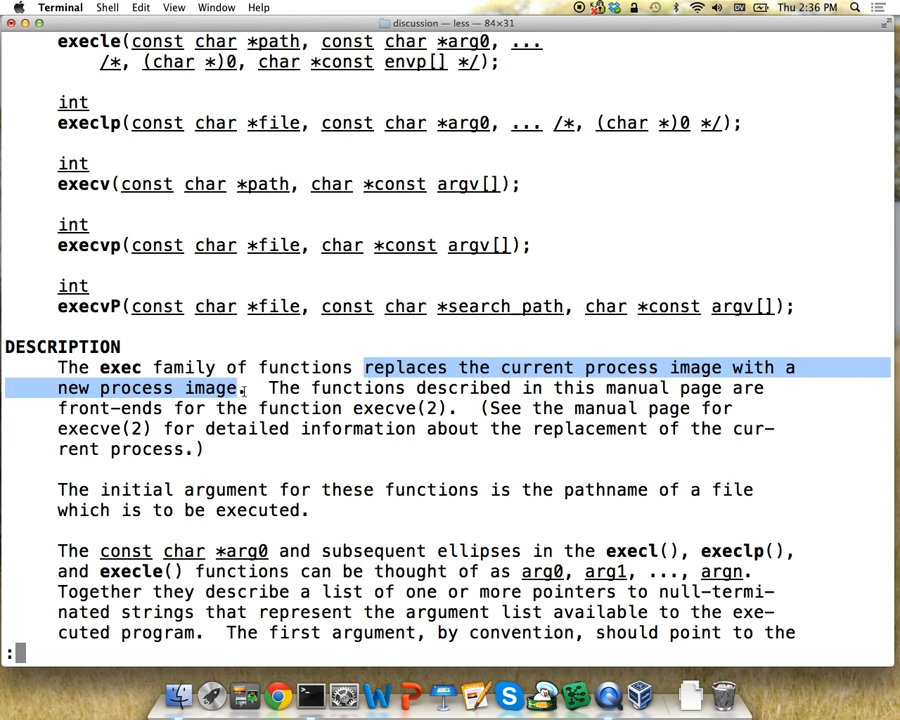 Terminal Shell Edit View Window Help Thu 2:36 PM
discussion — less — 84×31
execle(const char *path, const char *arg0, ...
/*, (char *)0, char *const envp[] */);
int
execlp(const char *file, const char *arg0, ... /*, (char *)0 */);
int
execv(const char *path, char *const argv[]);
int
execvp(const char *file, char *const argv[]);
int
execvP(const char *file, const char *search_path, char *const argv[]);
DESCRIPTION
The exec family of functions replaces the current process image with a
new process image. The functions described in this manual page are
front-ends for the function execve(2). (See the manual page for
execve(2) for detailed information about the replacement of the cur-
rent process.)
The initial argument for these functions is the pathname of a file
which is to be executed.
The const char *arg0 and subsequent ellipses in the execl(), execlp(),
and execle() functions can be thought of as arg0, arg1, ..., argn.
Together they describe a list of one or more pointers to null-termi-
nated strings that represent the argument list available to the exe-
cuted program. The first argument, by convention, should point to the
: